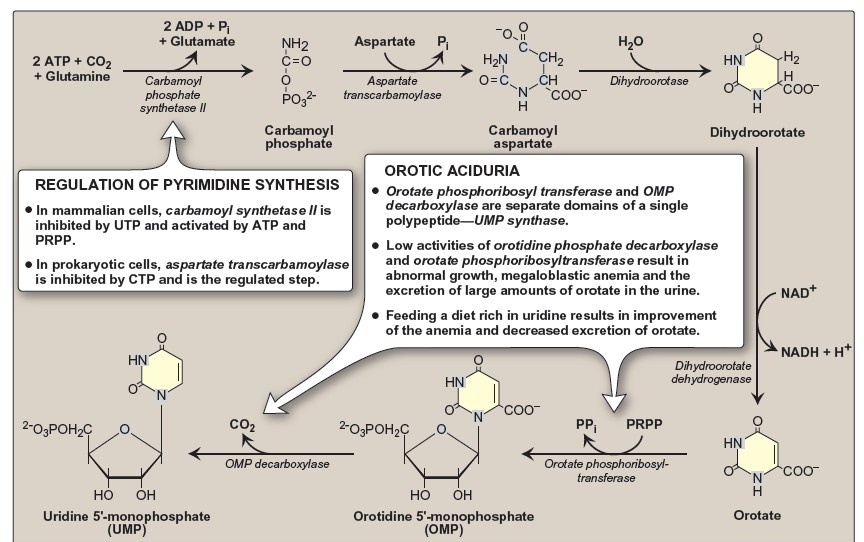 2 ATP + CO2
+ Glutamine
2 ADP + Pi
+ Glutamate
Carbamoyl
phosphate
synthetase II
NH2
C=O
O
PO32-
Carbamoyl
phosphate
Aspartate
Pi
Aspartate
transcarbamoylase
O
-O
C
H2N
CH2
O=C
CH
N
H
COO-
Carbamoyl
aspartate
H2O
Dihydroorotase
O
HN
H2
H
O
N
H
COO-
Dihydroorotate
REGULATION OF PYRIMIDINE SYNTHESIS
• In mammalian cells, carbamoyl synthetase II is
inhibited by UTP and activated by ATP and
PRPP.
• In prokaryotic cells, aspartate transcarbamoylase
is inhibited by CTP and is the regulated step.
OROTIC ACIDURIA
• Orotate phosphoribosyl transferase and OMP
decarboxylase are separate domains of a single
polypeptide—UMP synthase.
• Low activities of orotidine phosphate decarboxylase
and orotate phosphoribosyltransferase result in
abnormal growth, megaloblastic anemia and the
excretion of large amounts of orotate in the urine.
• Feeding a diet rich in uridine results in improvement
of the anemia and decreased excretion of orotate.
NAD+
NADH + H+
Dihydroorotate
dehydrogenase
O
HN
O
N
H
COO-
Orotate
PPi
PRPP
Orotate phosphoribosyl-
transferase
O
HN
O
N
COO-
2-O3POH2C
O
HO OH
Orotidine 5'-monophosphate
(OMP)
CO2
OMP decarboxylase
O
HN
O
N
2-O3POH2C
O
HO OH
Uridine 5'-monophosphate
(UMP)